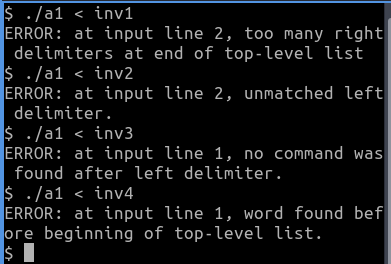 $ ./a1 < inv1
ERROR: at input line 2, too many right
 delimiters at end of top-level list
$ ./a1 < inv2
ERROR: at input line 2, unmatched left
 delimiter.
$ ./a1 < inv3
ERROR: at input line 1, no command was
 found after left delimiter.
$ ./a1 < inv4
ERROR: at input line 1, word found bef
ore beginning of top-level list.
$